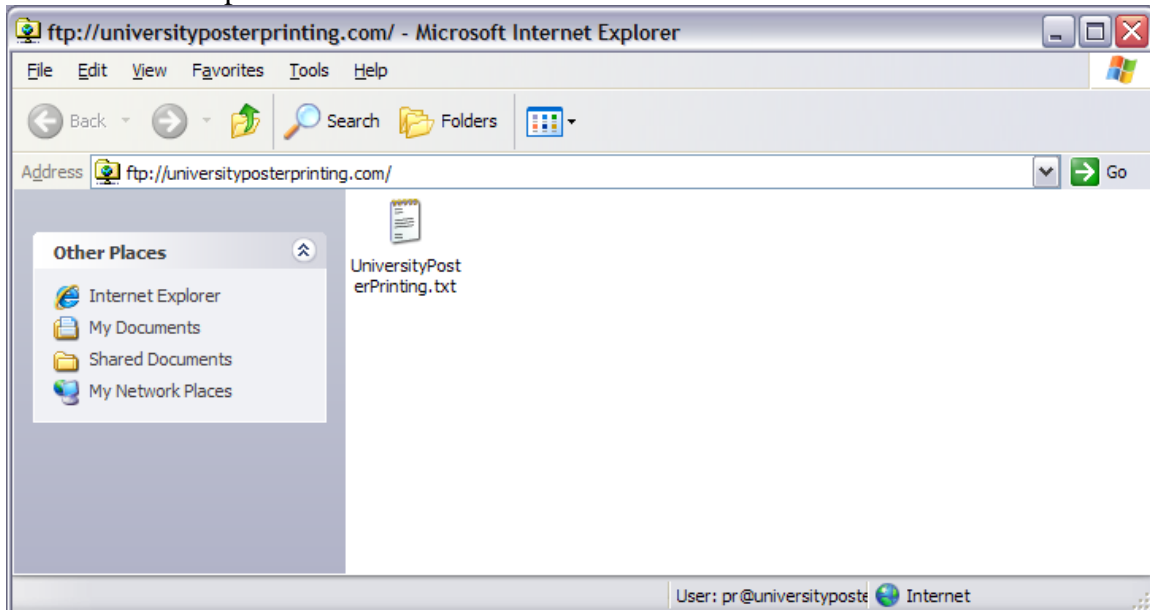 ftp://universityposterprinting.com/ - Microsoft Internet Explorer
File Edit View Favorites Tools Help
Back Search Folders
Address ftp://universityposterprinting.com/ Go
Other Places
Internet Explorer
My Documents
Shared Documents
My Network Places
UniversityPost
erPrinting.txt
User: pr@universityposte Internet